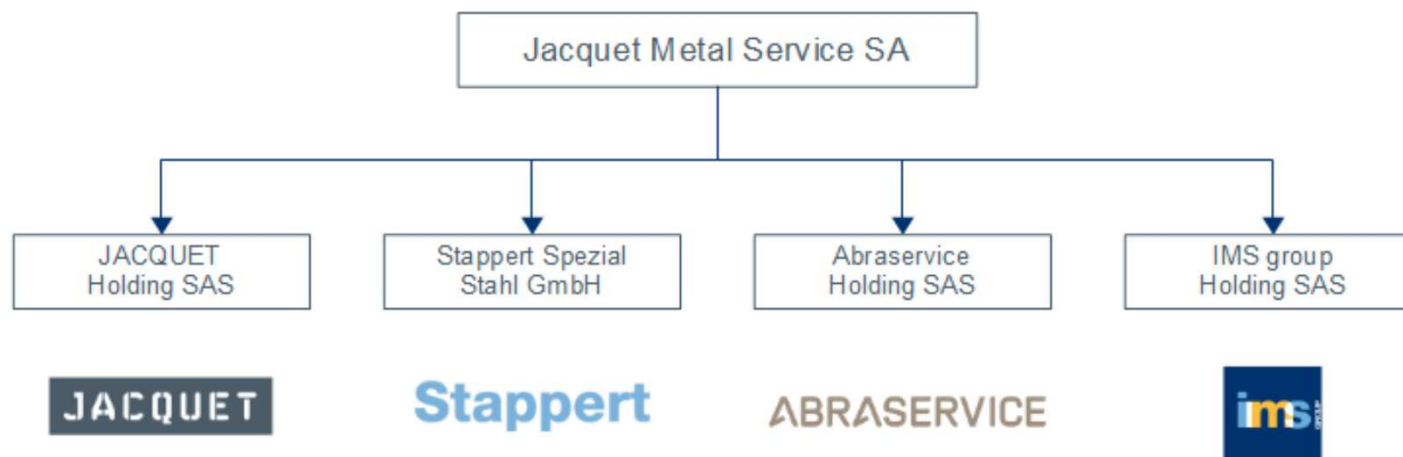 Jacquet Metal Service SA
JACQUET
Holding SAS
Stappert Spezial
Stahl GmbH
Abraservice
Holding SAS
IMS group
Holding SAS
JACQUET
Stappert
ABRASERVICE
ims
GROUP